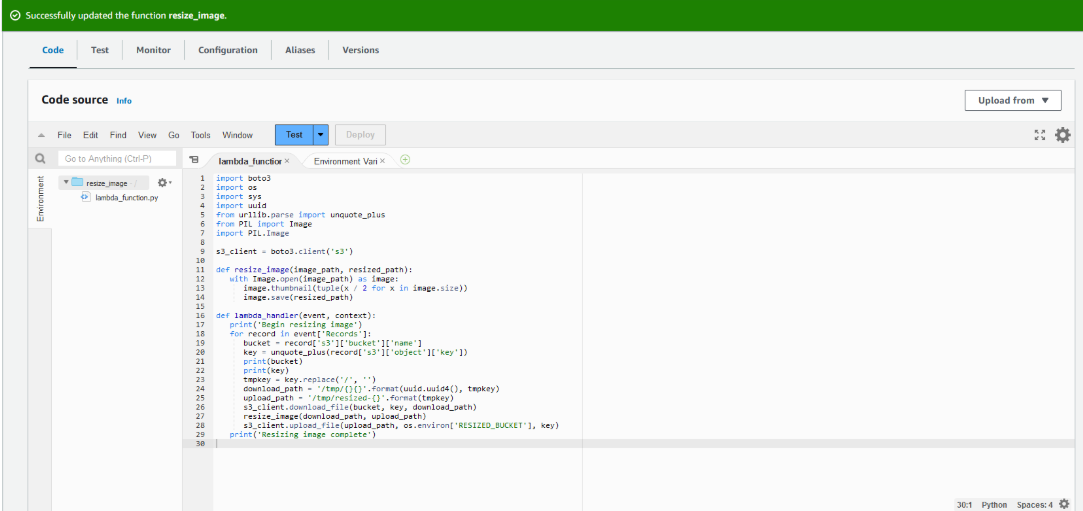 Successfully updated the function resize_image.
Code Test Monitor Configuration Aliases Versions
Code source Info Upload from
File Edit Find View Go Tools Window Test Deploy
Go to Anything (Ctrl-P) lambda_function Environment Vari
Environment
resize_image /
lambda_function.py
1 import boto3
2 import os
3 import sys
4 import uuid
5 from urllib.parse import unquote_plus
6 from PIL import Image
7 import PIL.Image
8
9 s3_client = boto3.client('s3')
10
11 def resize_image(image_path, resized_path):
12 with Image.open(image_path) as image:
13 image.thumbnail(tuple(x / 2 for x in image.size))
14 image.save(resized_path)
15
16 def lambda_handler(event, context):
17 print('Begin resizing image')
18 for record in event['Records']:
19 bucket = record['s3']['bucket']['name']
20 key = unquote_plus(record['s3']['object']['key'])
21 print(bucket)
22 print(key)
23 tmpkey = key.replace('/', '')
24 download_path = '/tmp/{}{}'.format(uuid.uuid4(), tmpkey)
25 upload_path = '/tmp/resized-{}'.format(tmpkey)
26 s3_client.download_file(bucket, key, download_path)
27 resize_image(download_path, upload_path)
28 s3_client.upload_file(upload_path, os.environ['RESIZED_BUCKET'], key)
29 print('Resizing image complete')
30
30:1 Python Spaces: 4